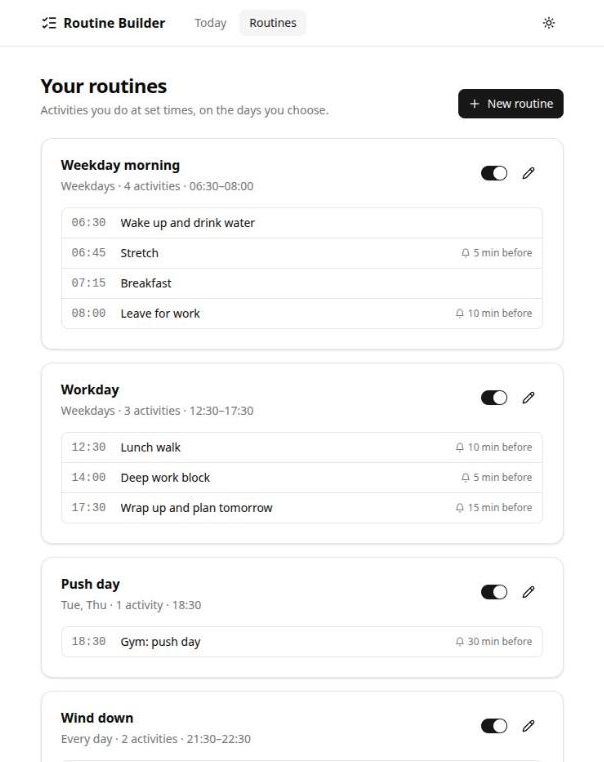 Routine Builder
Today
Routines
Your routines
Activities you do at set times, on the days you choose.
+ New routine
Weekday morning
Weekdays · 4 activities · 06:30–08:00
06:30 Wake up and drink water
06:45 Stretch 5 min before
07:15 Breakfast
08:00 Leave for work 10 min before
Workday
Weekdays · 3 activities · 12:30–17:30
12:30 Lunch walk 10 min before
14:00 Deep work block 5 min before
17:30 Wrap up and plan tomorrow 15 min before
Push day
Tue, Thu · 1 activity · 18:30
18:30 Gym: push day 30 min before
Wind down
Every day · 2 activities · 21:30–22:30